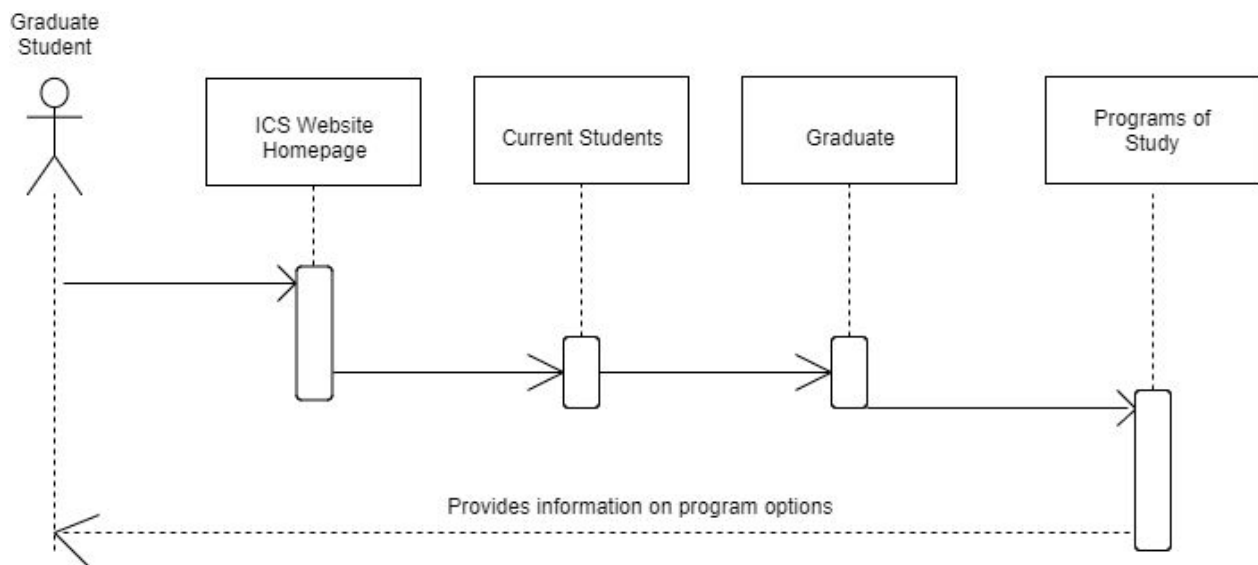 Graduate
Student
ICS Website
Homepage
Current Students
Graduate
Programs of
Study
Provides information on program options